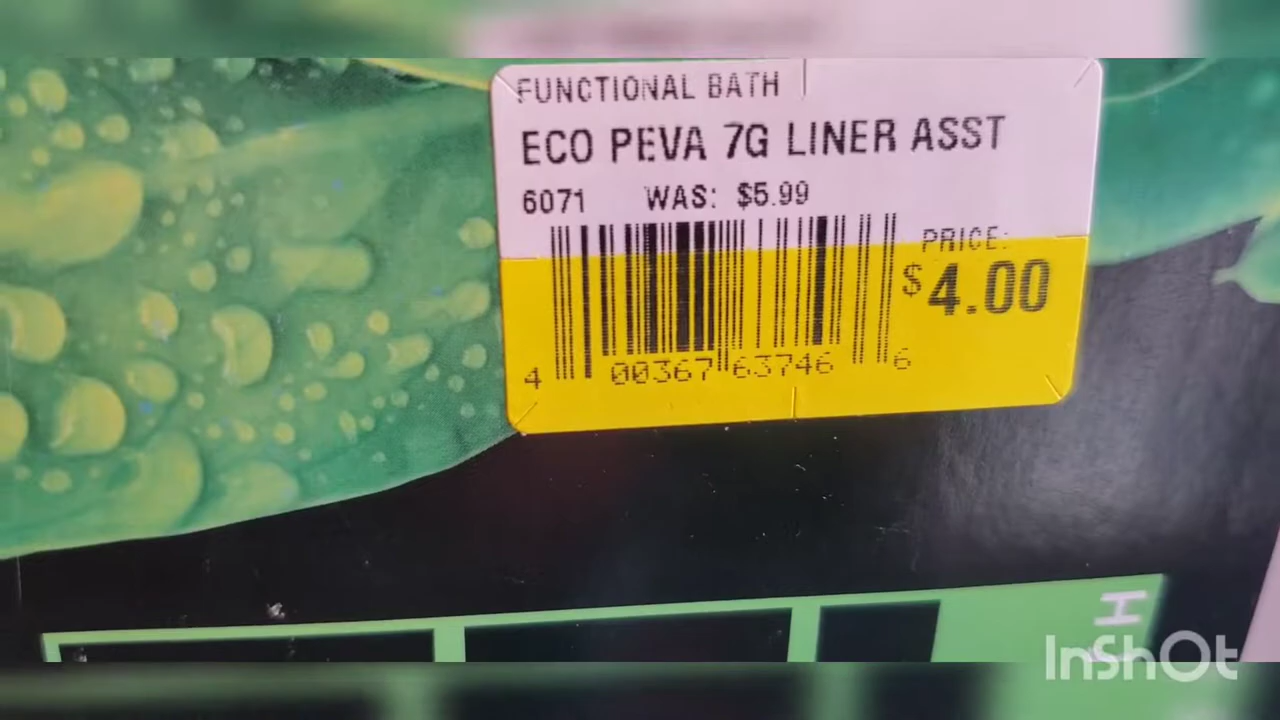 FUNCTIONAL BATH
ECO PEVA 7G LINER ASST
6071 WAS: $5.99
PRICE:
$4.00
4 00367 63746 6
H
InShOt